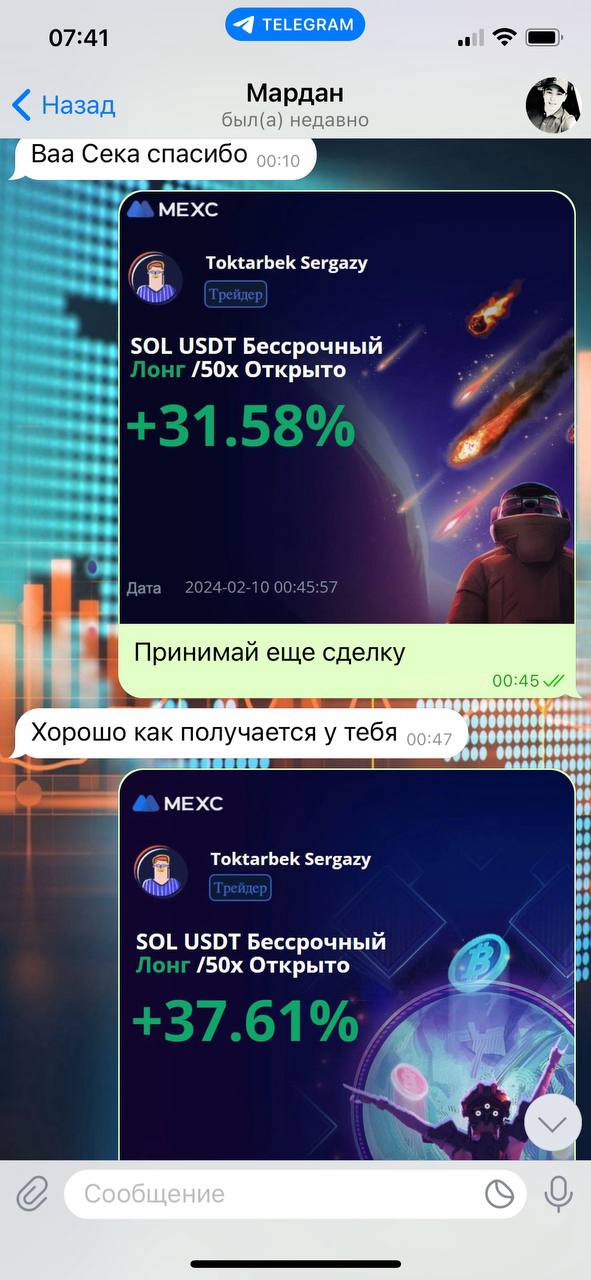 07:41
TELEGRAM
Назад
Мардан
был(а) недавно
Ваа Сека спасибо 00:10
MEXC
Toktarbek Sergazy
Трейдер
SOL USDT Бессрочный
Лонг /50x Открыто
+31.58%
Дата 2024-02-10 00:45:57
Принимай еще сделку
00:45
Хорошо как получается у тебя 00:47
MEXC
Toktarbek Sergazy
Трейдер
SOL USDT Бессрочный
Лонг /50x Открыто
+37.61%
Сообщение